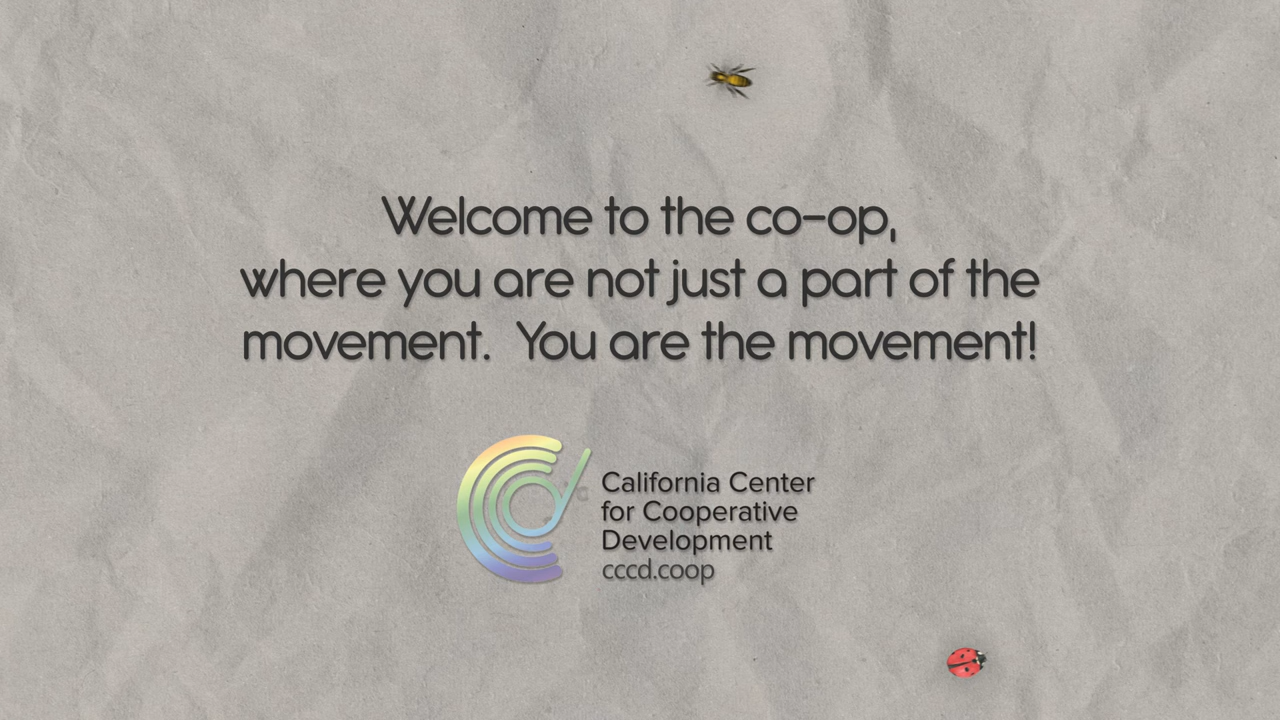 Welcome to the co-op,
where you are not just a part of the
movement.  You are the movement!
California Center
for Cooperative
Development
cccd.coop